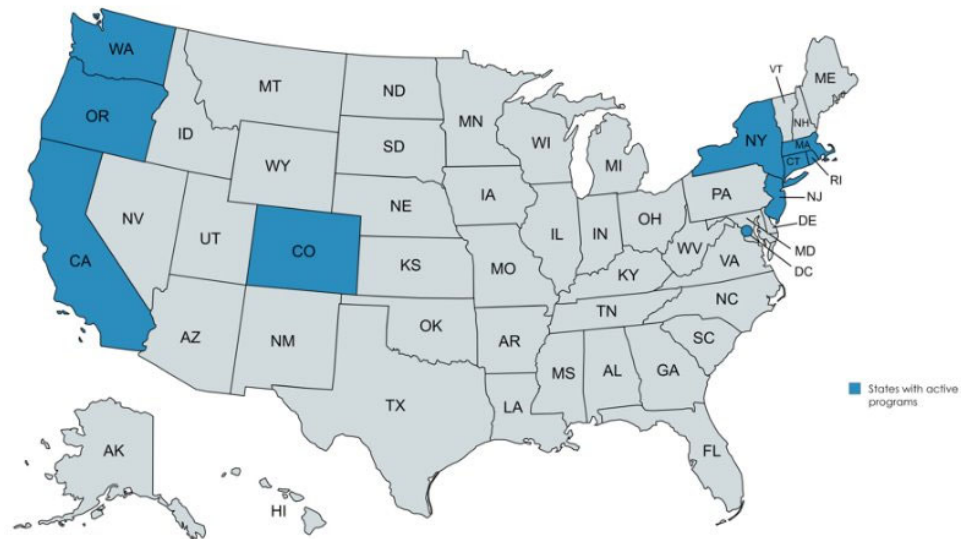 WA
MT
ND
MN
VT
ME
OR
ID
SD
WI
MI
NY
NH
MA
CT
RI
WY
IA
PA
NJ
NE
NV
UT
CO
IL
IN
OH
DE
WV
MD
CA
KS
MO
KY
VA
DC
TN
NC
AZ
NM
OK
AR
SC
MS
AL
GA
TX
LA
States with active
programs
FL
AK
HI